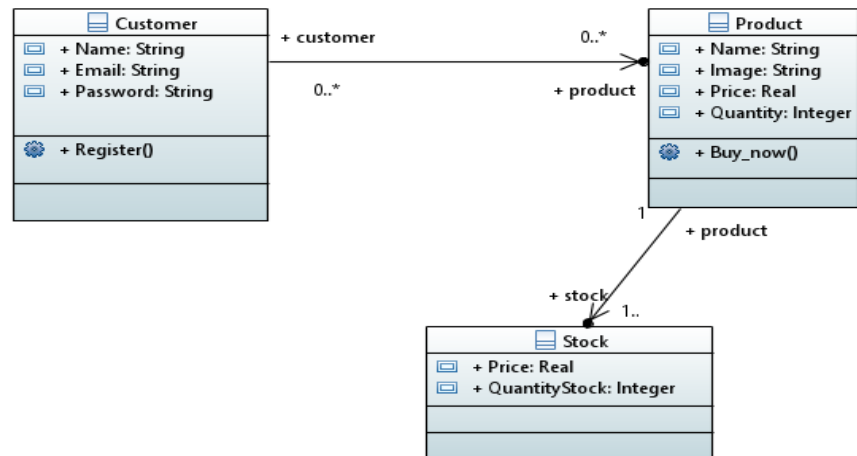 Customer
+ Name: String
+ Email: String
+ Password: String
+ Register()
+ customer
0..*
0..*
+ product
Product
+ Name: String
+ Image: String
+ Price: Real
+ Quantity: Integer
+ Buy_now()
1
+ product
+ stock
1..
Stock
+ Price: Real
+ QuantityStock: Integer